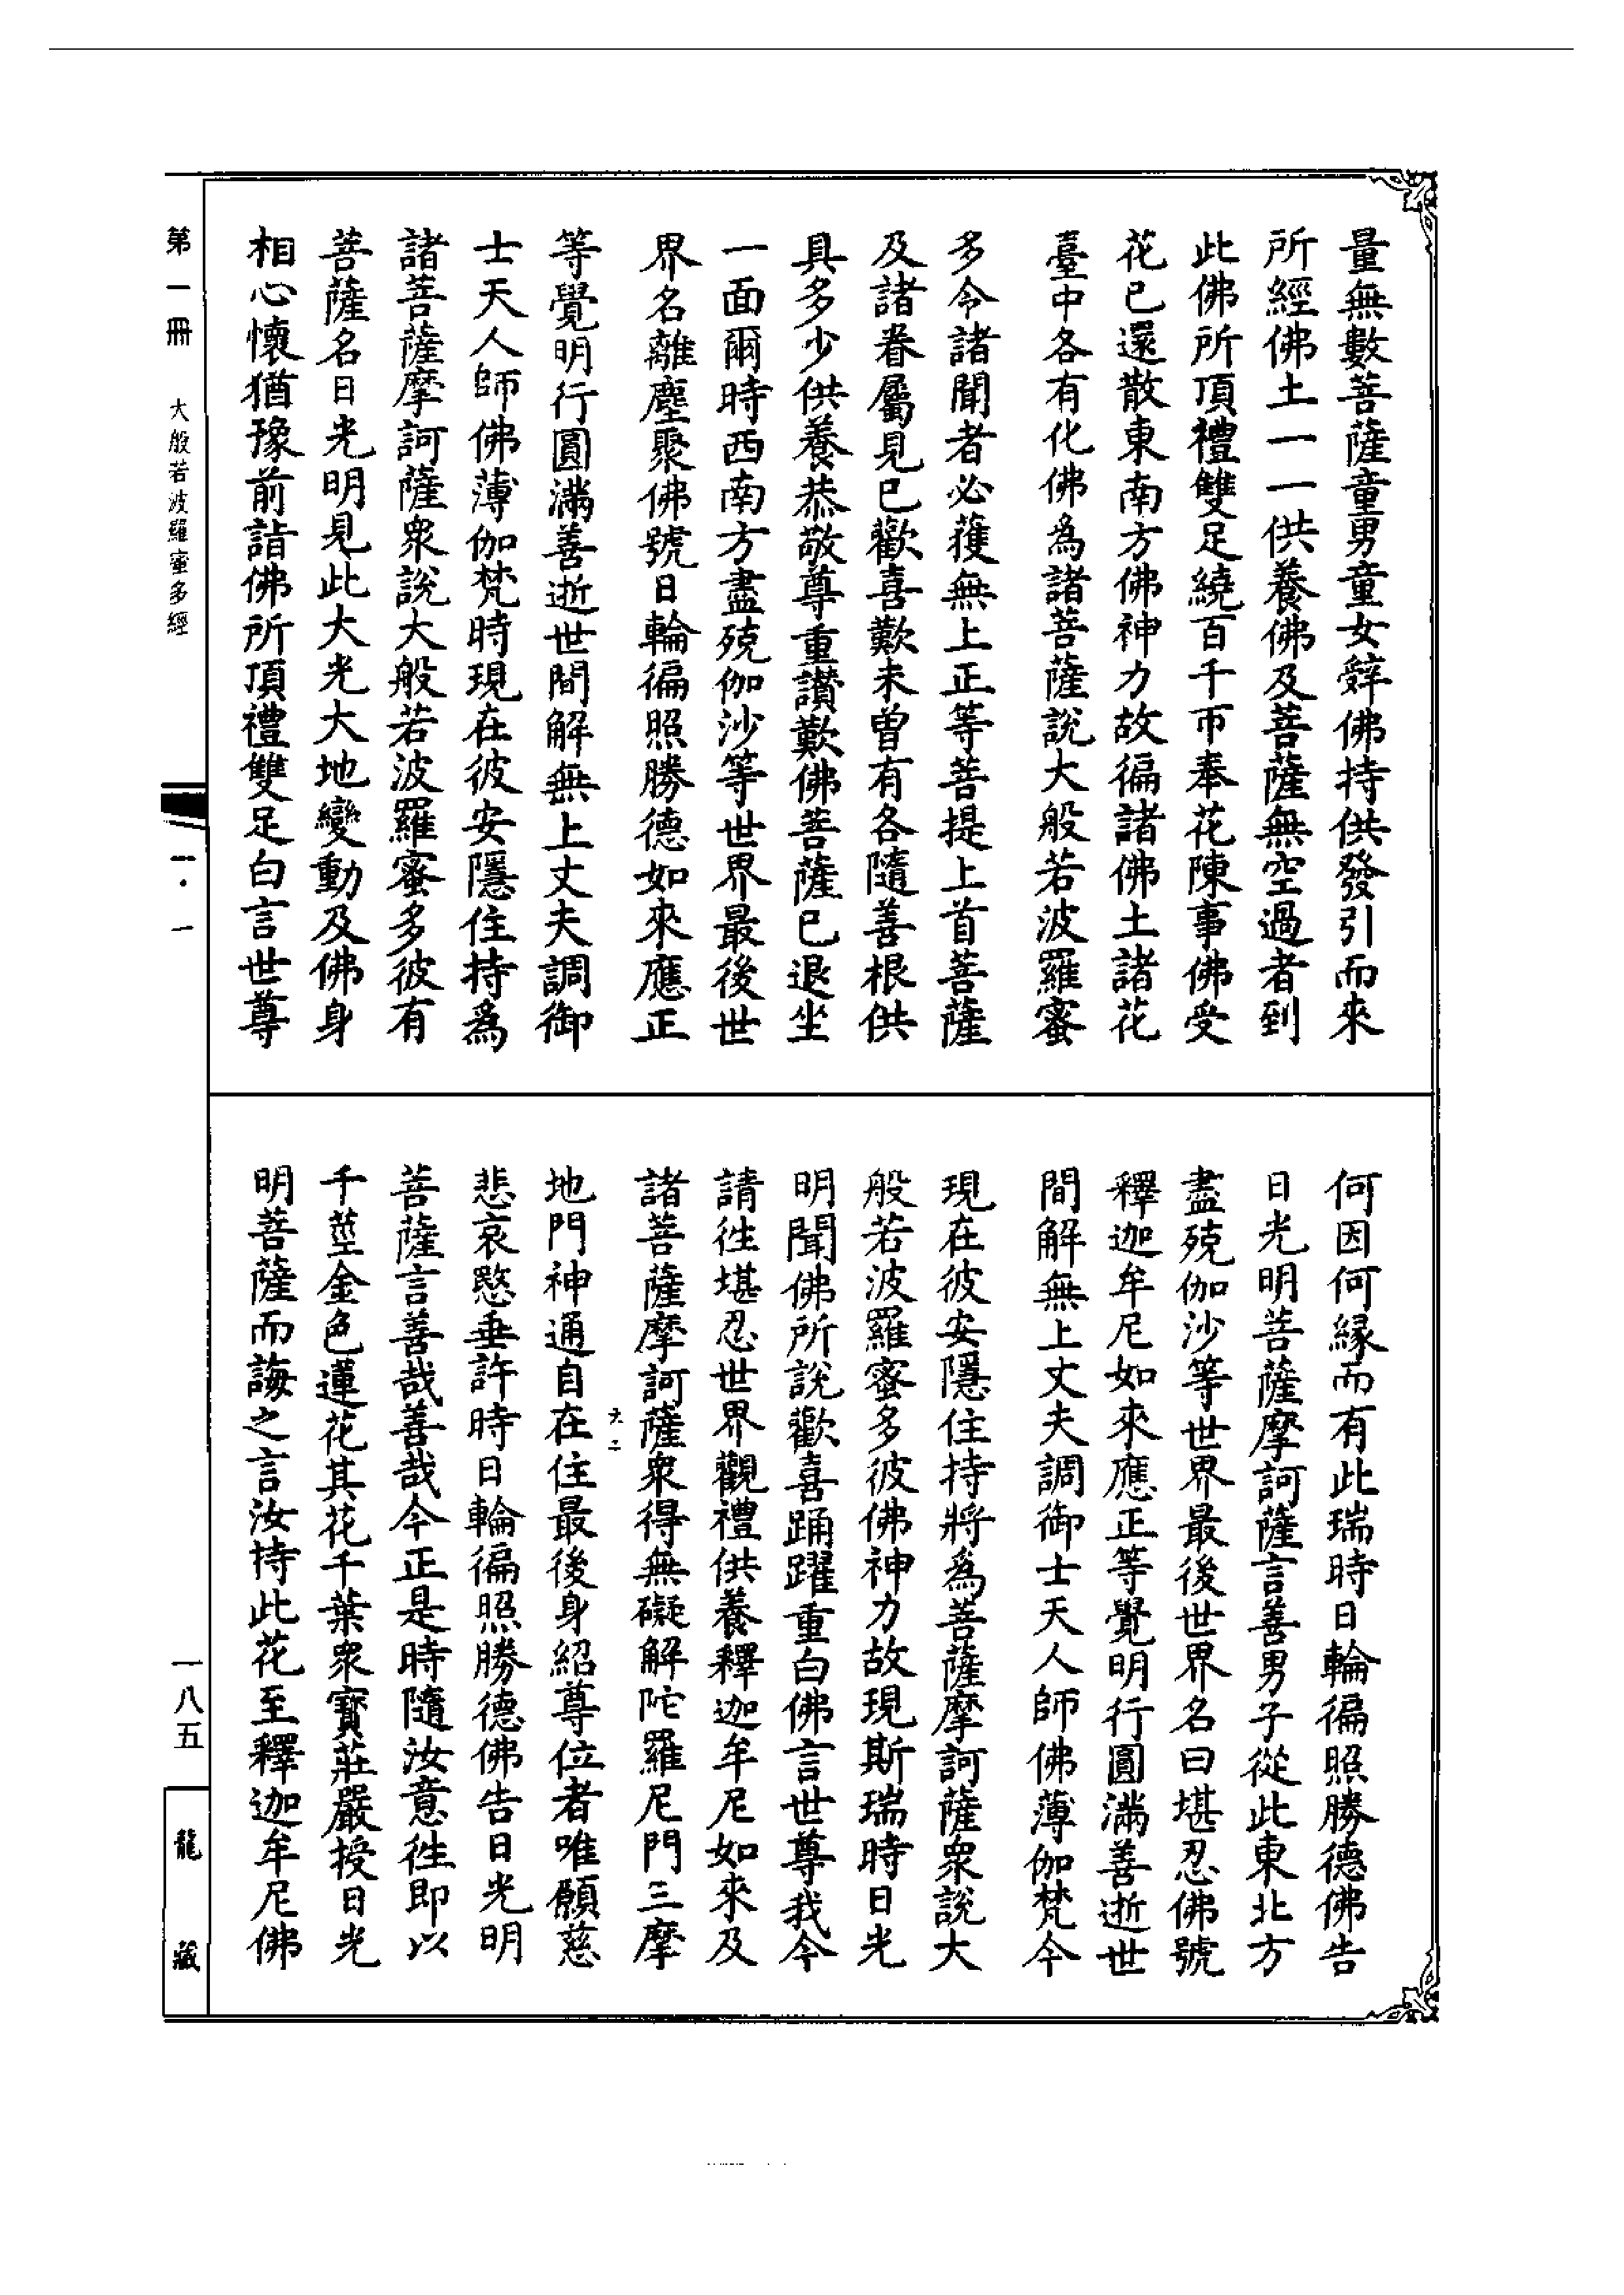 量無數菩薩童男童女辭佛持供發引而來
所經佛土一一供養佛及菩薩無空過者到
此佛所頂禮雙足繞百千帀奉花陳事佛受
花已還散東南方佛神力故徧諸佛土諸花
臺中各有化佛為諸菩薩說大般若波羅蜜
多令諸聞者必獲無上正等菩提上首菩薩
及諸眷屬見已歡喜歎未曾有各隨善根供
具多少供養恭敬尊重讚歎佛菩薩已退坐
一面爾時西南方盡殑伽沙等世界最後世
界名離塵聚佛號日輪徧照勝德如來應正
等覺明行圓滿善逝世間解無上丈夫調御
士天人師佛薄伽梵時現在彼安隱住持為
諸菩薩摩訶薩衆說大般若波羅蜜多彼有
菩薩名日光明見此大光大地變動及佛身
相心懷猶豫前詣佛所頂禮雙足白言世尊
何因何緣而有此瑞時日輪徧照勝德佛告
日光明菩薩摩訶薩言善男子從此東北方
盡殑伽沙等世界最後世界名曰堪忍佛號
釋迦牟尼如來應正等覺明行圓滿善逝世
間解無上丈夫調御士天人師佛薄伽梵今
現在彼安隱住持將為菩薩摩訶薩衆說大
般若波羅蜜多彼佛神力故現斯瑞時日光
明聞佛所說歡喜踊躍重白佛言世尊我今
請往堪忍世界觀禮供養釋迦牟尼如來及
諸菩薩摩訶薩衆得無礙解陀羅尼門三摩
地門神通自在住最後身紹尊位者唯願慈
悲哀愍垂許時日輪徧照勝德佛告日光明
菩薩言善哉善哉今正是時隨汝意往即以
千莖金色蓮花其花千葉衆寶莊嚴授日光
明菩薩而誨之言汝持此花至釋迦牟尼佛
第一冊 大般若波羅蜜多經
一·一
一八五
龍藏